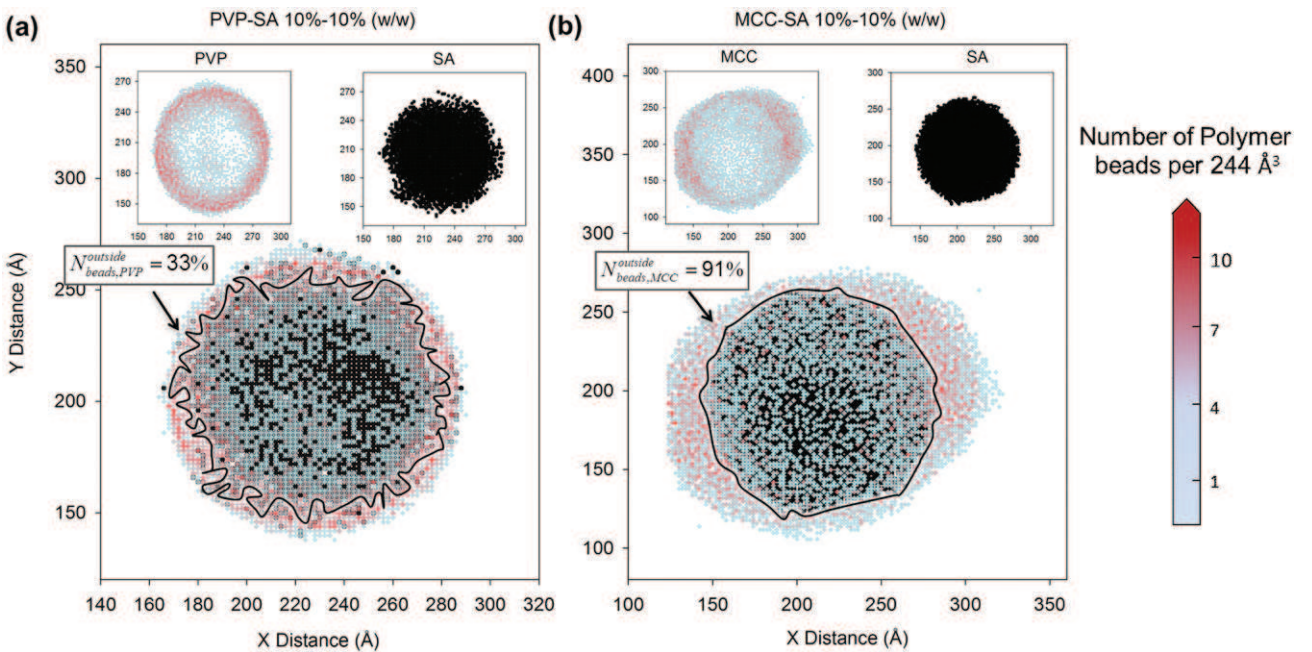 (a)
PVP-SA 10%-10% (w/w)
PVP
270
240
210
180
150
150 180 210 240 270 300
SA
270
240
210
180
150
150 180 210 240 270 300
N^outside_beads,PVP = 33%
Y Distance (Å)
350
300
250
200
150
140 160 180 200 220 240 260 280 300 320
X Distance (Å)
(b)
MCC-SA 10%-10% (w/w)
MCC
300
250
200
150
100
100 150 200 250 300
SA
300
250
200
150
100
100 150 200 250 300
N^outside_beads,MCC = 91%
400
350
300
250
200
150
100
100 150 200 250 300 350
X Distance (Å)
Number of Polymer
beads per 244 Å³
10
7
4
1